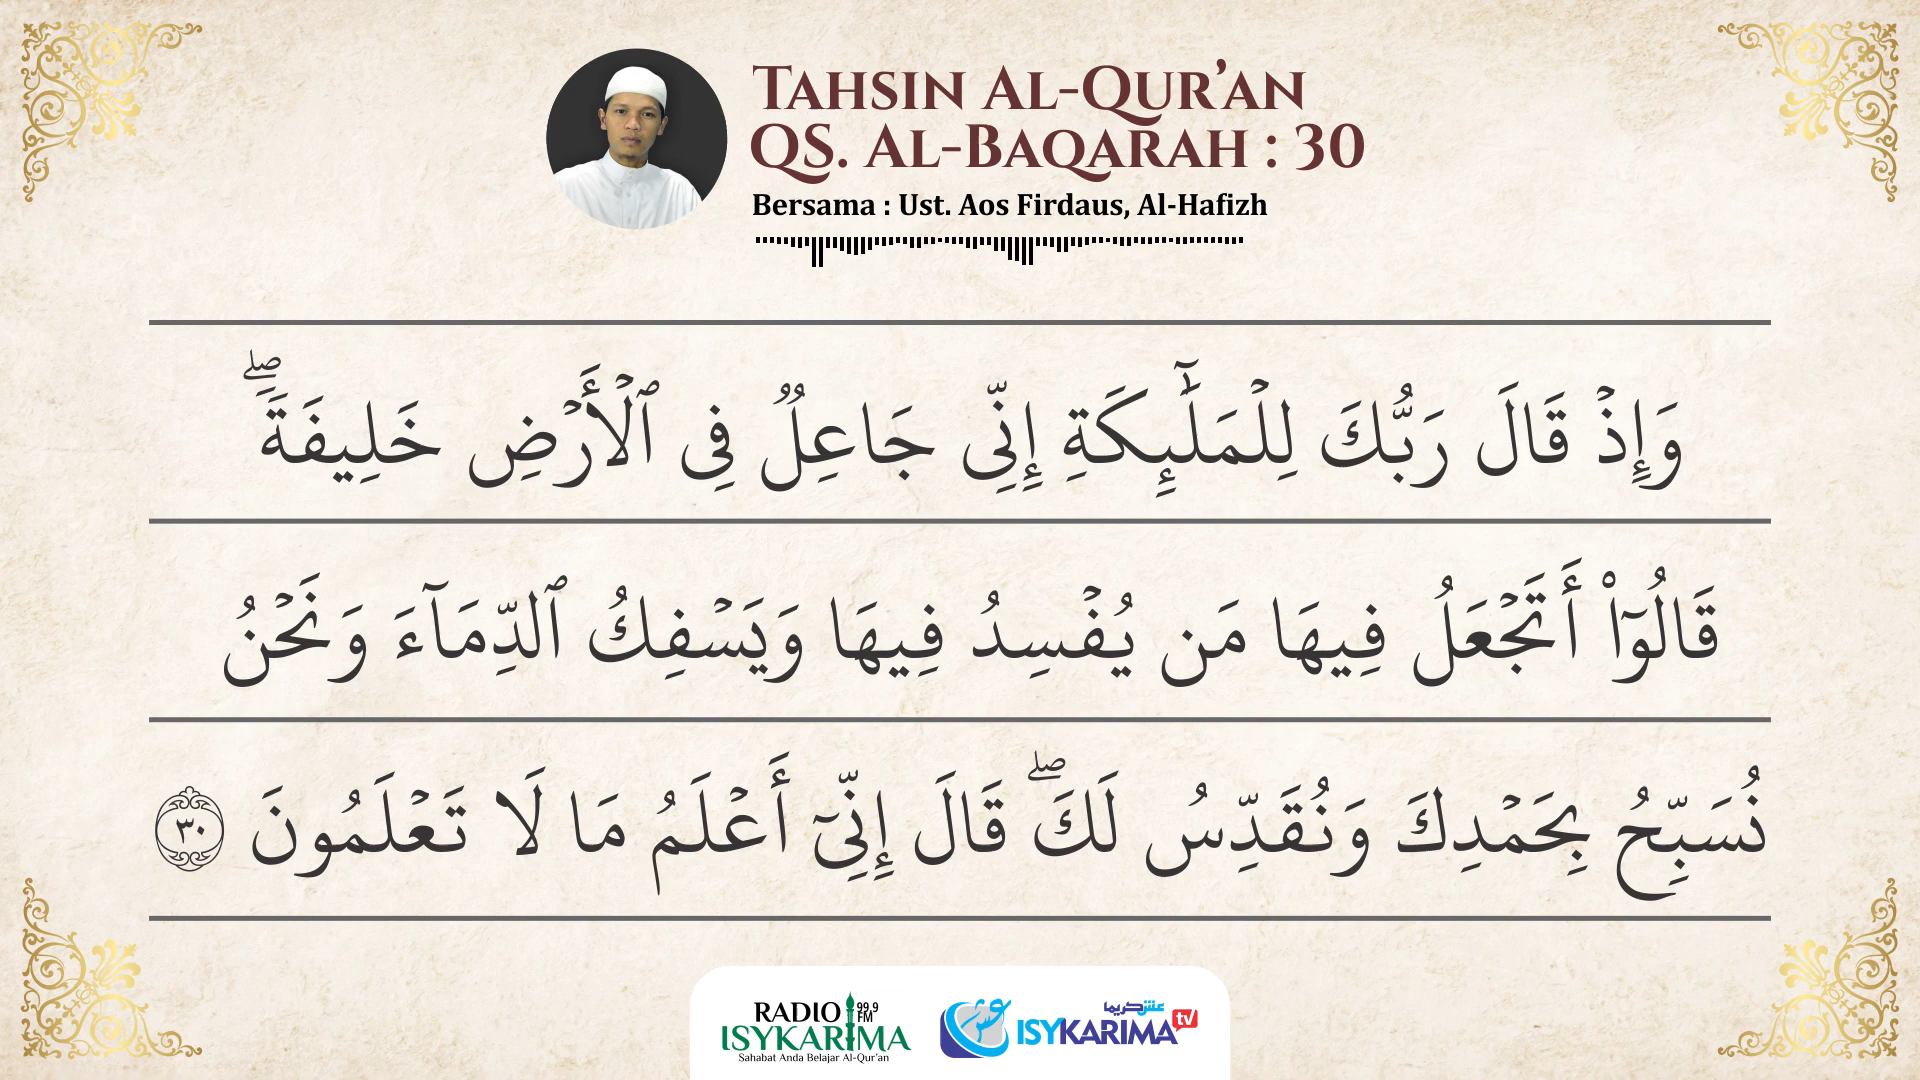 Tahsin Al-Qur’an
QS. Al-Baqarah : 30
Bersama : Ust. Aos Firdaus, Al-Hafizh
وَإِذۡ قَالَ رَبُّكَ لِلۡمَلَٰٓئِكَةِ إِنِّى جَاعِلٞ فِى ٱلۡأَرۡضِ خَلِيفَةٗۖ
قَالُوٓاْ أَتَجۡعَلُ فِيهَا مَن يُفۡسِدُ فِيهَا وَيَسۡفِكُ ٱلدِّمَآءَ وَنَحۡنُ
نُسَبِّحُ بِحَمۡدِكَ وَنُقَدِّسُ لَكَۖ قَالَ إِنِّىٓ أَعۡلَمُ مَا لَا تَعۡلَمُونَ ٣٠
RADIO 99.9 FM
ISYKARIMA
Sahabat Anda Belajar Al-Qur'an
عش كريما
ISYKARIMA tv